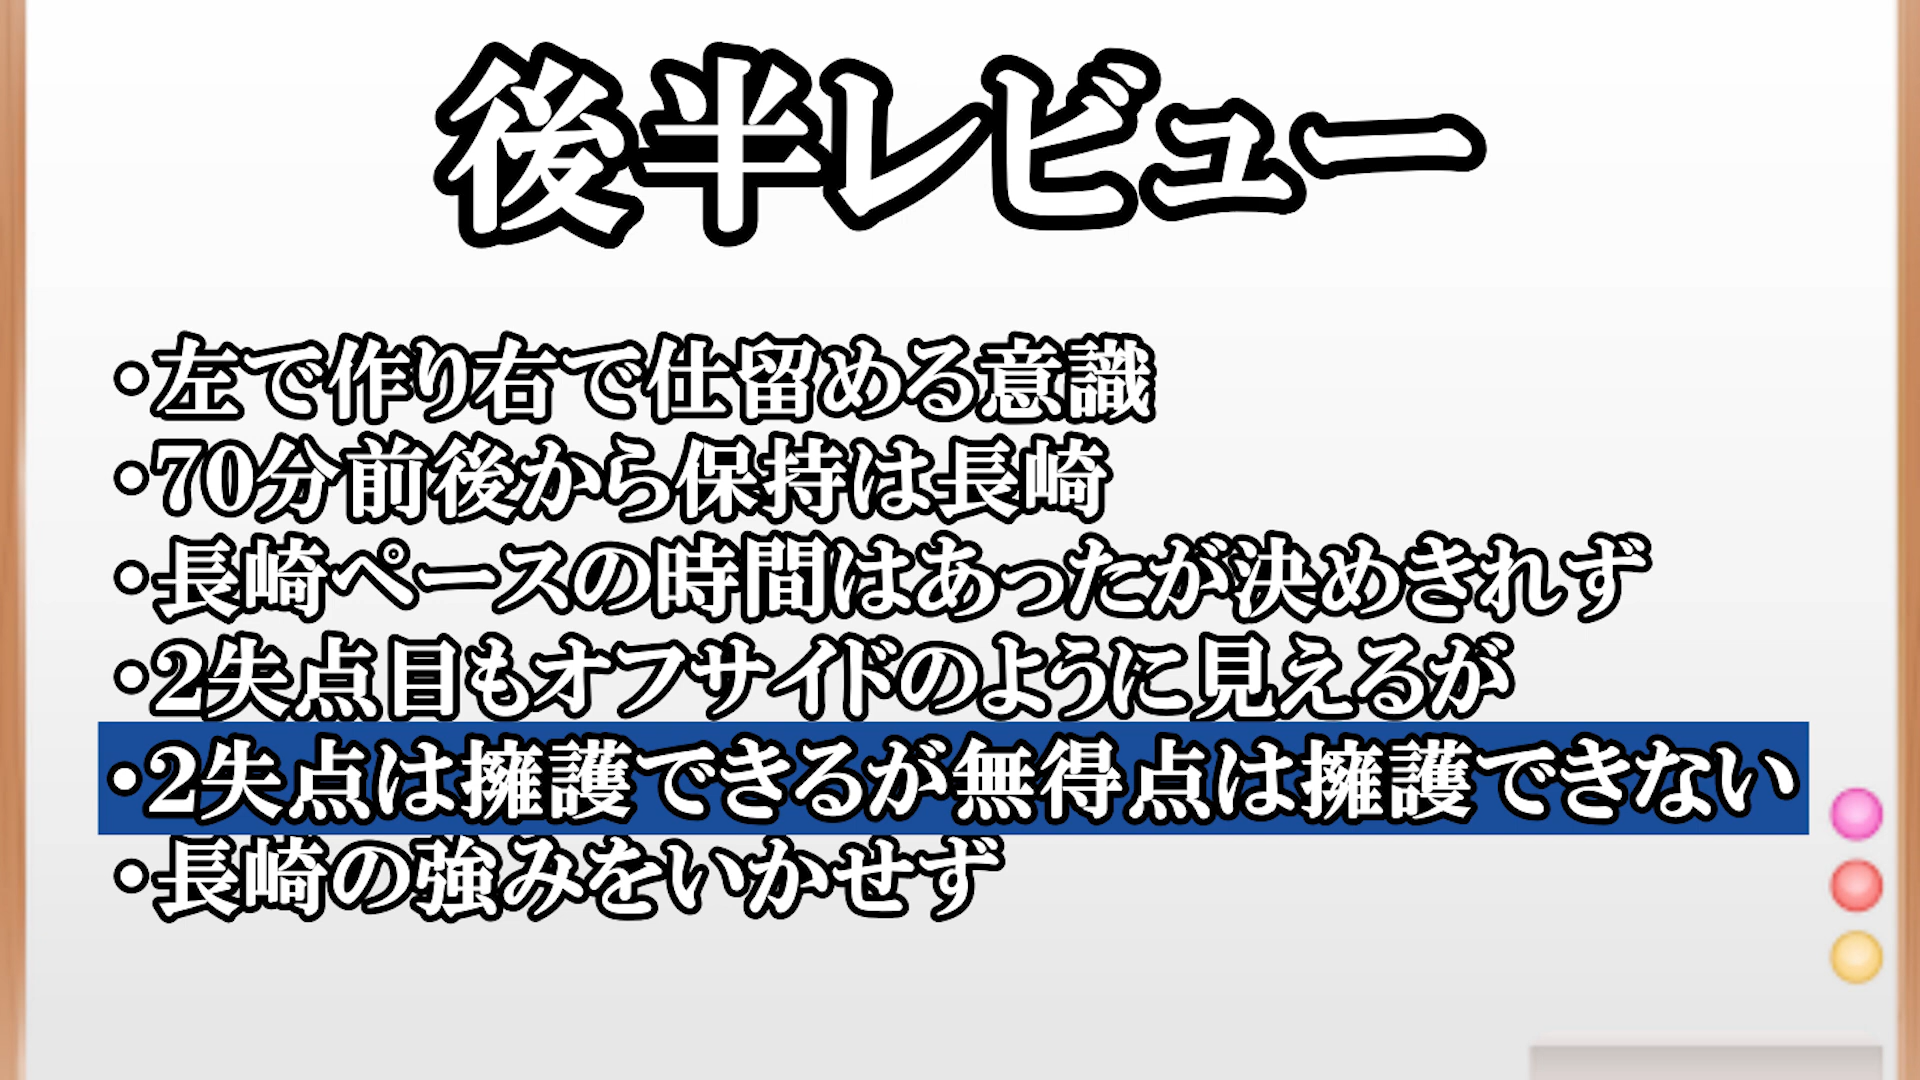 後半レビュー
・左で作り右で仕留める意識
・70分前後から保持は長崎
・長崎ペースの時間はあったが決めきれず
・2失点目もオフサイドのように見えるが
・2失点は擁護できるが無得点は擁護できない
・長崎の強みをいかせず